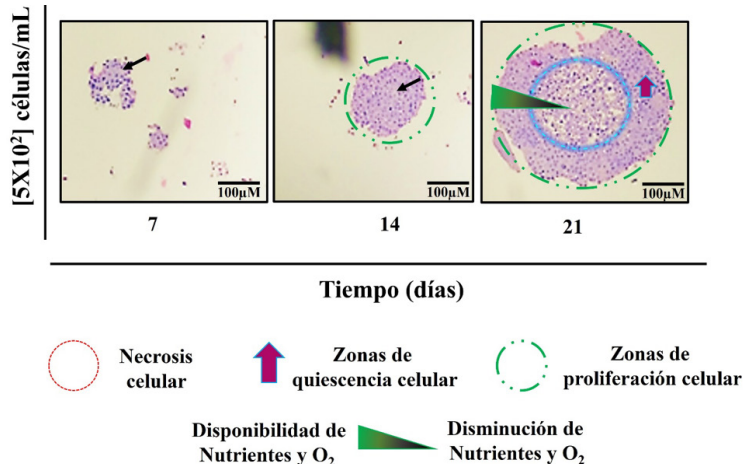 [5X10²] células/mL
100µM
100µM
100µM
7
14
21
Tiempo (días)
Necrosis
celular
Zonas de
quiescencia celular
Zonas de
proliferación celular
Disponibilidad de
Nutrientes y O₂
Disminución de
Nutrientes y O₂